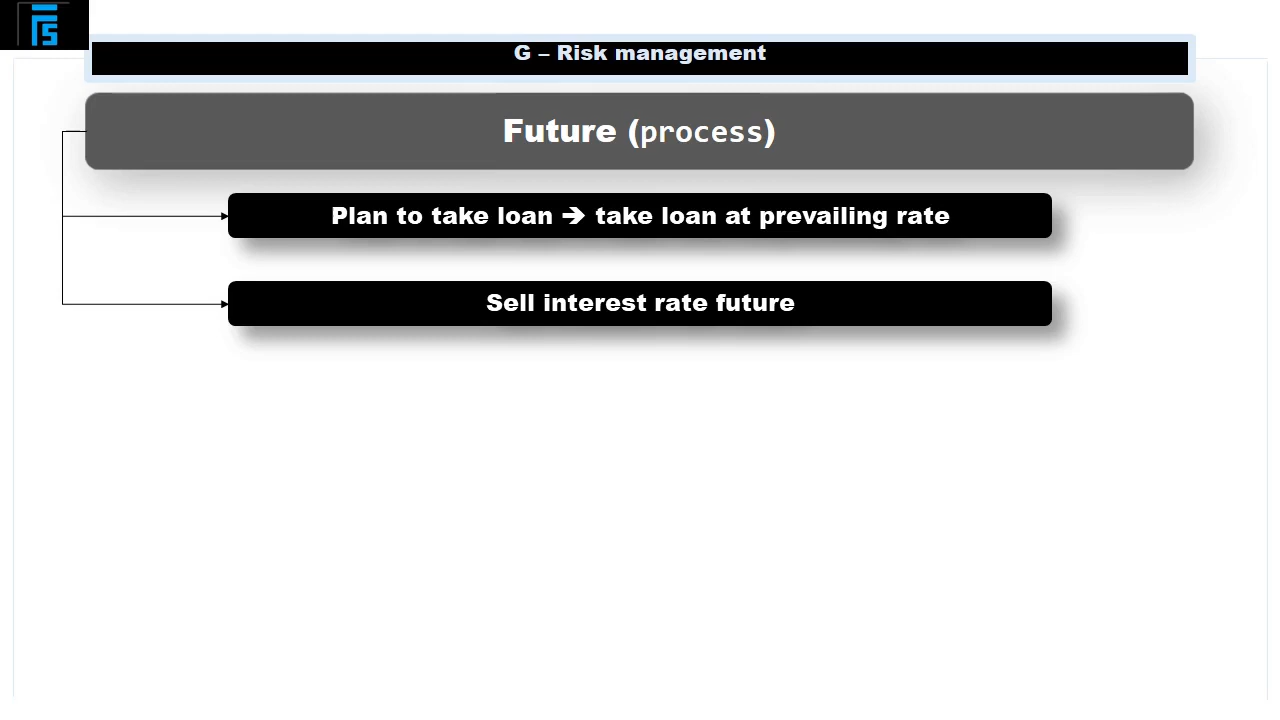 G – Risk management
Future (process)
Plan to take loan ➔ take loan at prevailing rate
Sell interest rate future